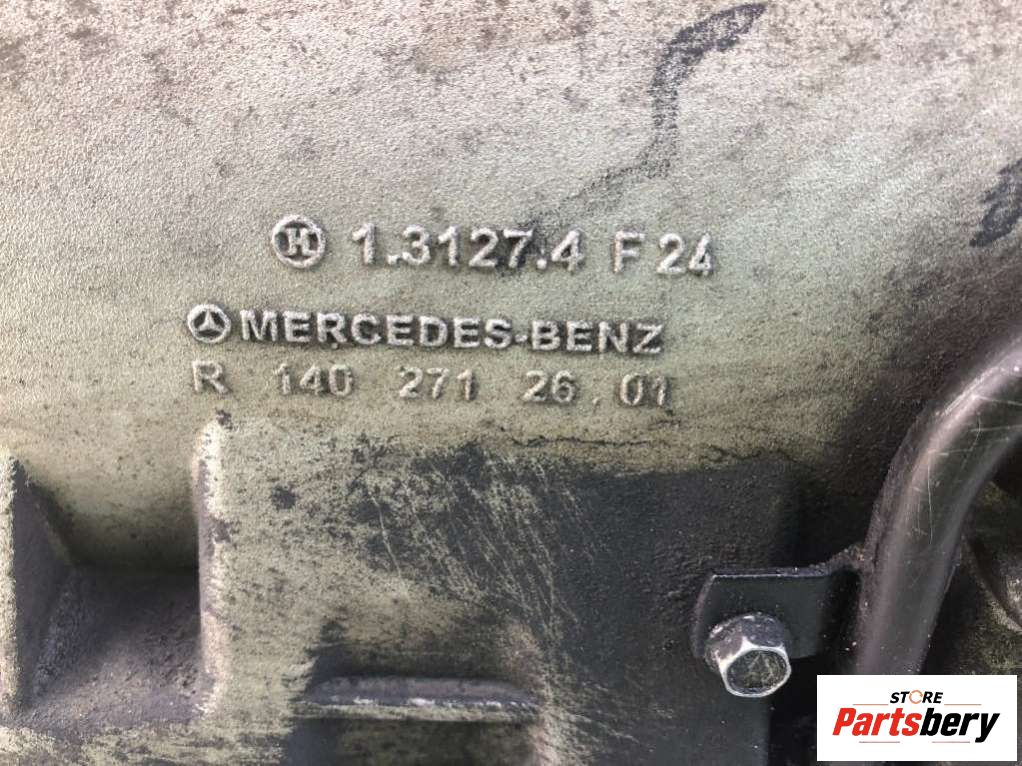 H 1.3127.4 F24
MERCEDES-BENZ
R 140 271 26.01
STORE
Partsbery